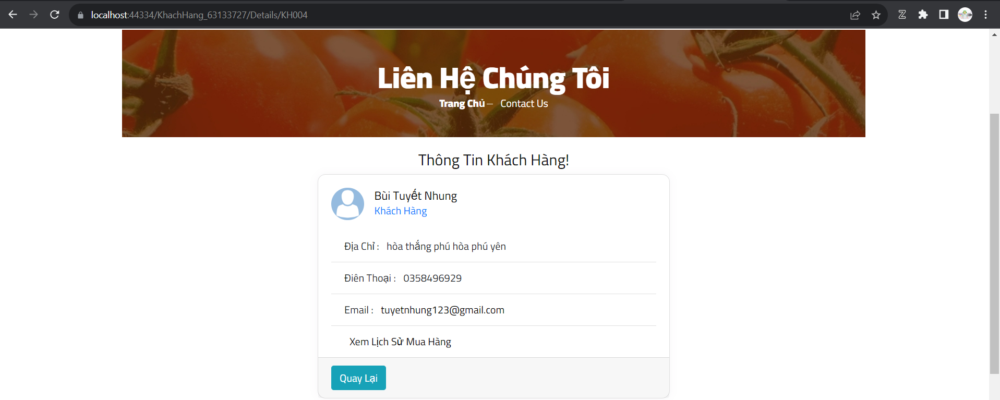 localhost:44334/KhachHang_63133727/Details/KH004
Liên Hệ Chúng Tôi
Trang Chủ — Contact Us
Thông Tin Khách Hàng!
Bùi Tuyết Nhung
Khách Hàng
Địa Chỉ : hòa thắng phú hòa phú yên
Điên Thoại : 0358496929
Email : tuyetnhung123@gmail.com
Xem Lịch Sử Mua Hàng
Quay Lại